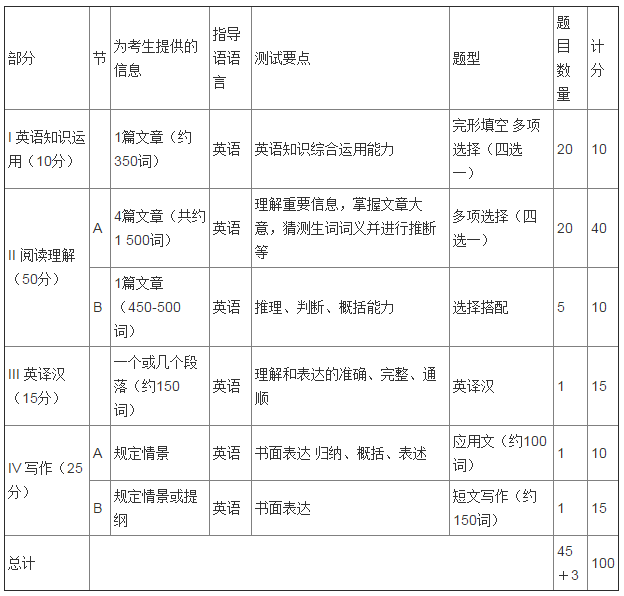 部分 节 为考生提供的信息 指导语语言 测试要点 题型 题目数量 计分
I 英语知识运用（10分） 1篇文章（约350词） 英语 英语知识综合运用能力 完形填空 多项选择（四选一） 20 10
II 阅读理解（50分） A 4篇文章（共约1 500词） 英语 理解重要信息，掌握文章大意，猜测生词词义并进行推断等 多项选择（四选一） 20 40
B 1篇文章（450-500词） 英语 推理、判断、概括能力 选择搭配 5 10
III 英译汉（15分） 一个或几个段落（约150词） 英语 理解和表达的准确、完整、通顺 英译汉 1 15
IV 写作（25分） A 规定情景 英语 书面表达 归纳、概括、表述 应用文（约100词） 1 10
B 规定情景或提纲 英语 书面表达 短文写作（约150词） 1 15
总计 45＋3 100